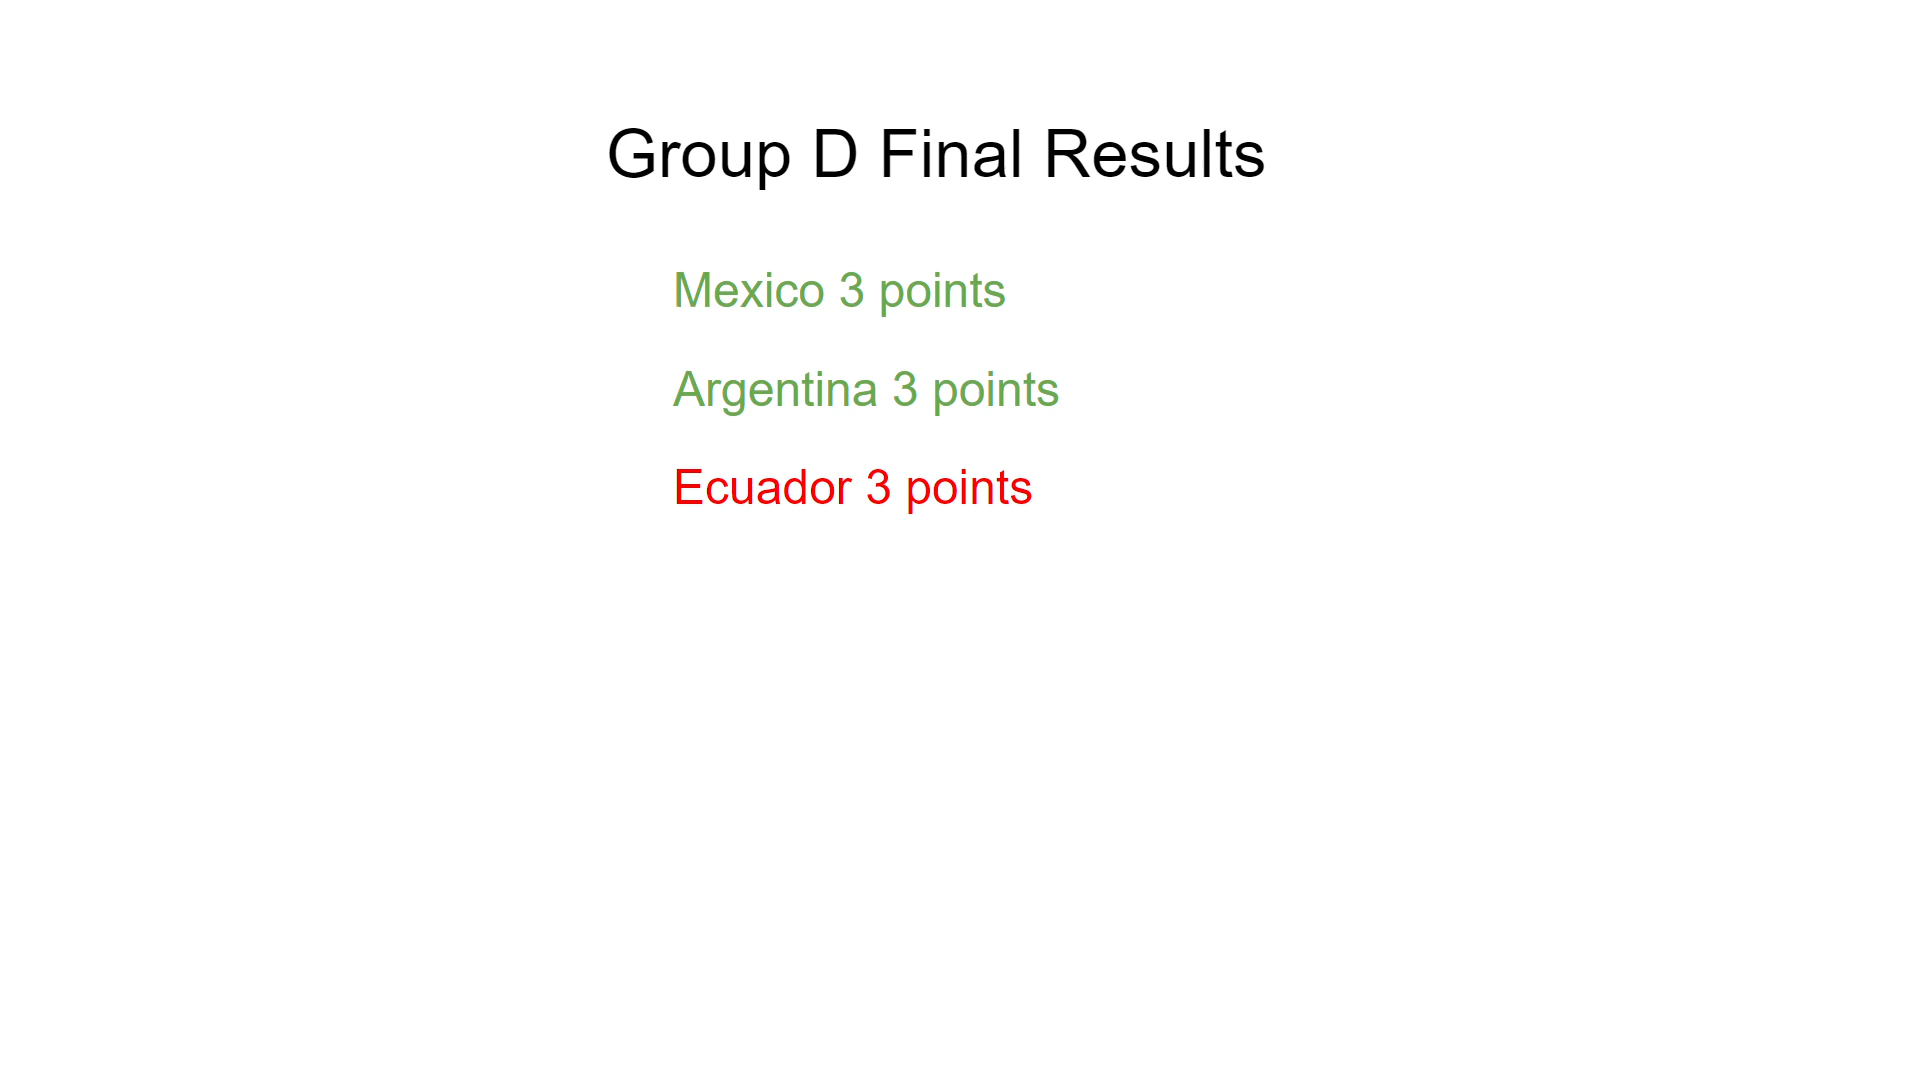 Group D Final Results
Mexico 3 points
Argentina 3 points
Ecuador 3 points